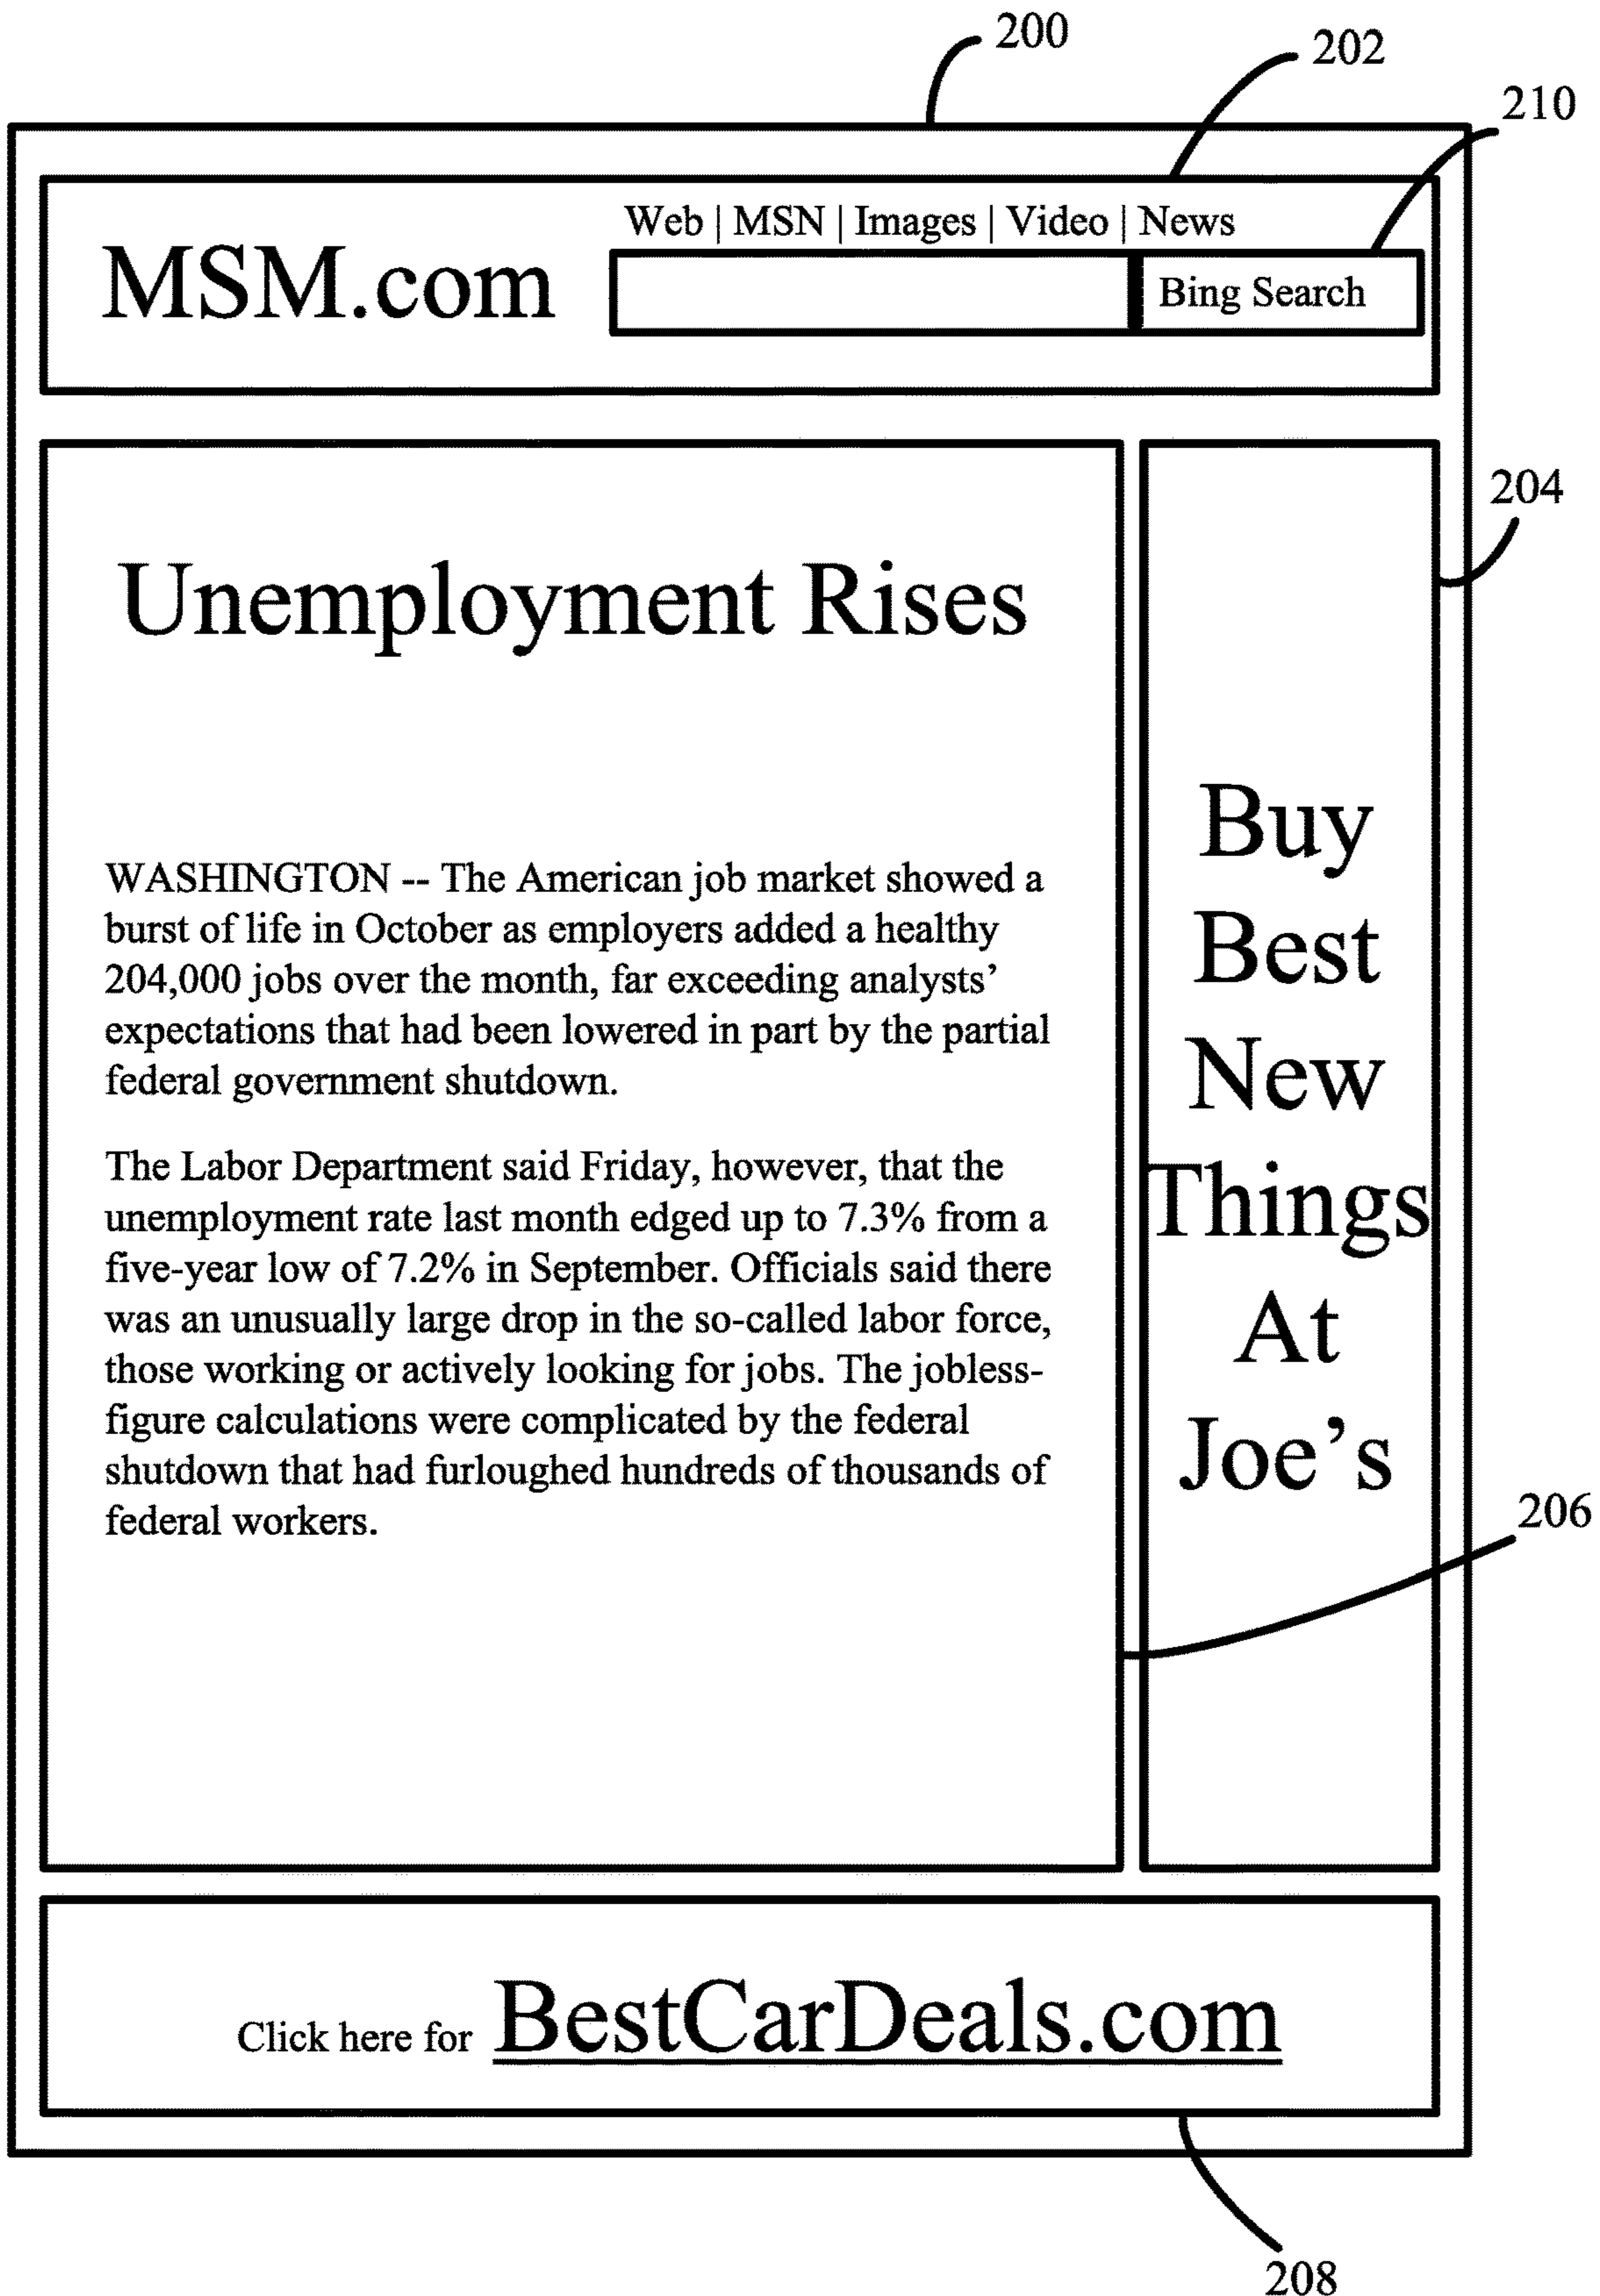 200
202
210
Web | MSN | Images | Video | News
MSM.com
Bing Search
204
Unemployment Rises
WASHINGTON -- The American job market showed a
burst of life in October as employers added a healthy
204,000 jobs over the month, far exceeding analysts’
expectations that had been lowered in part by the partial
federal government shutdown.
The Labor Department said Friday, however, that the
unemployment rate last month edged up to 7.3% from a
five-year low of 7.2% in September. Officials said there
was an unusually large drop in the so-called labor force,
those working or actively looking for jobs. The jobless-
figure calculations were complicated by the federal
shutdown that had furloughed hundreds of thousands of
federal workers.
Buy
Best
New
Things
At
Joe’s
206
Click here for BestCarDeals.com
208